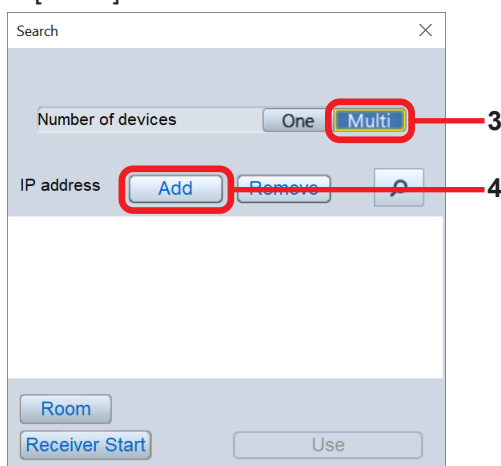 Search
Number of devices One Multi 3
IP address Add Remove 4
Room
Receiver Start Use